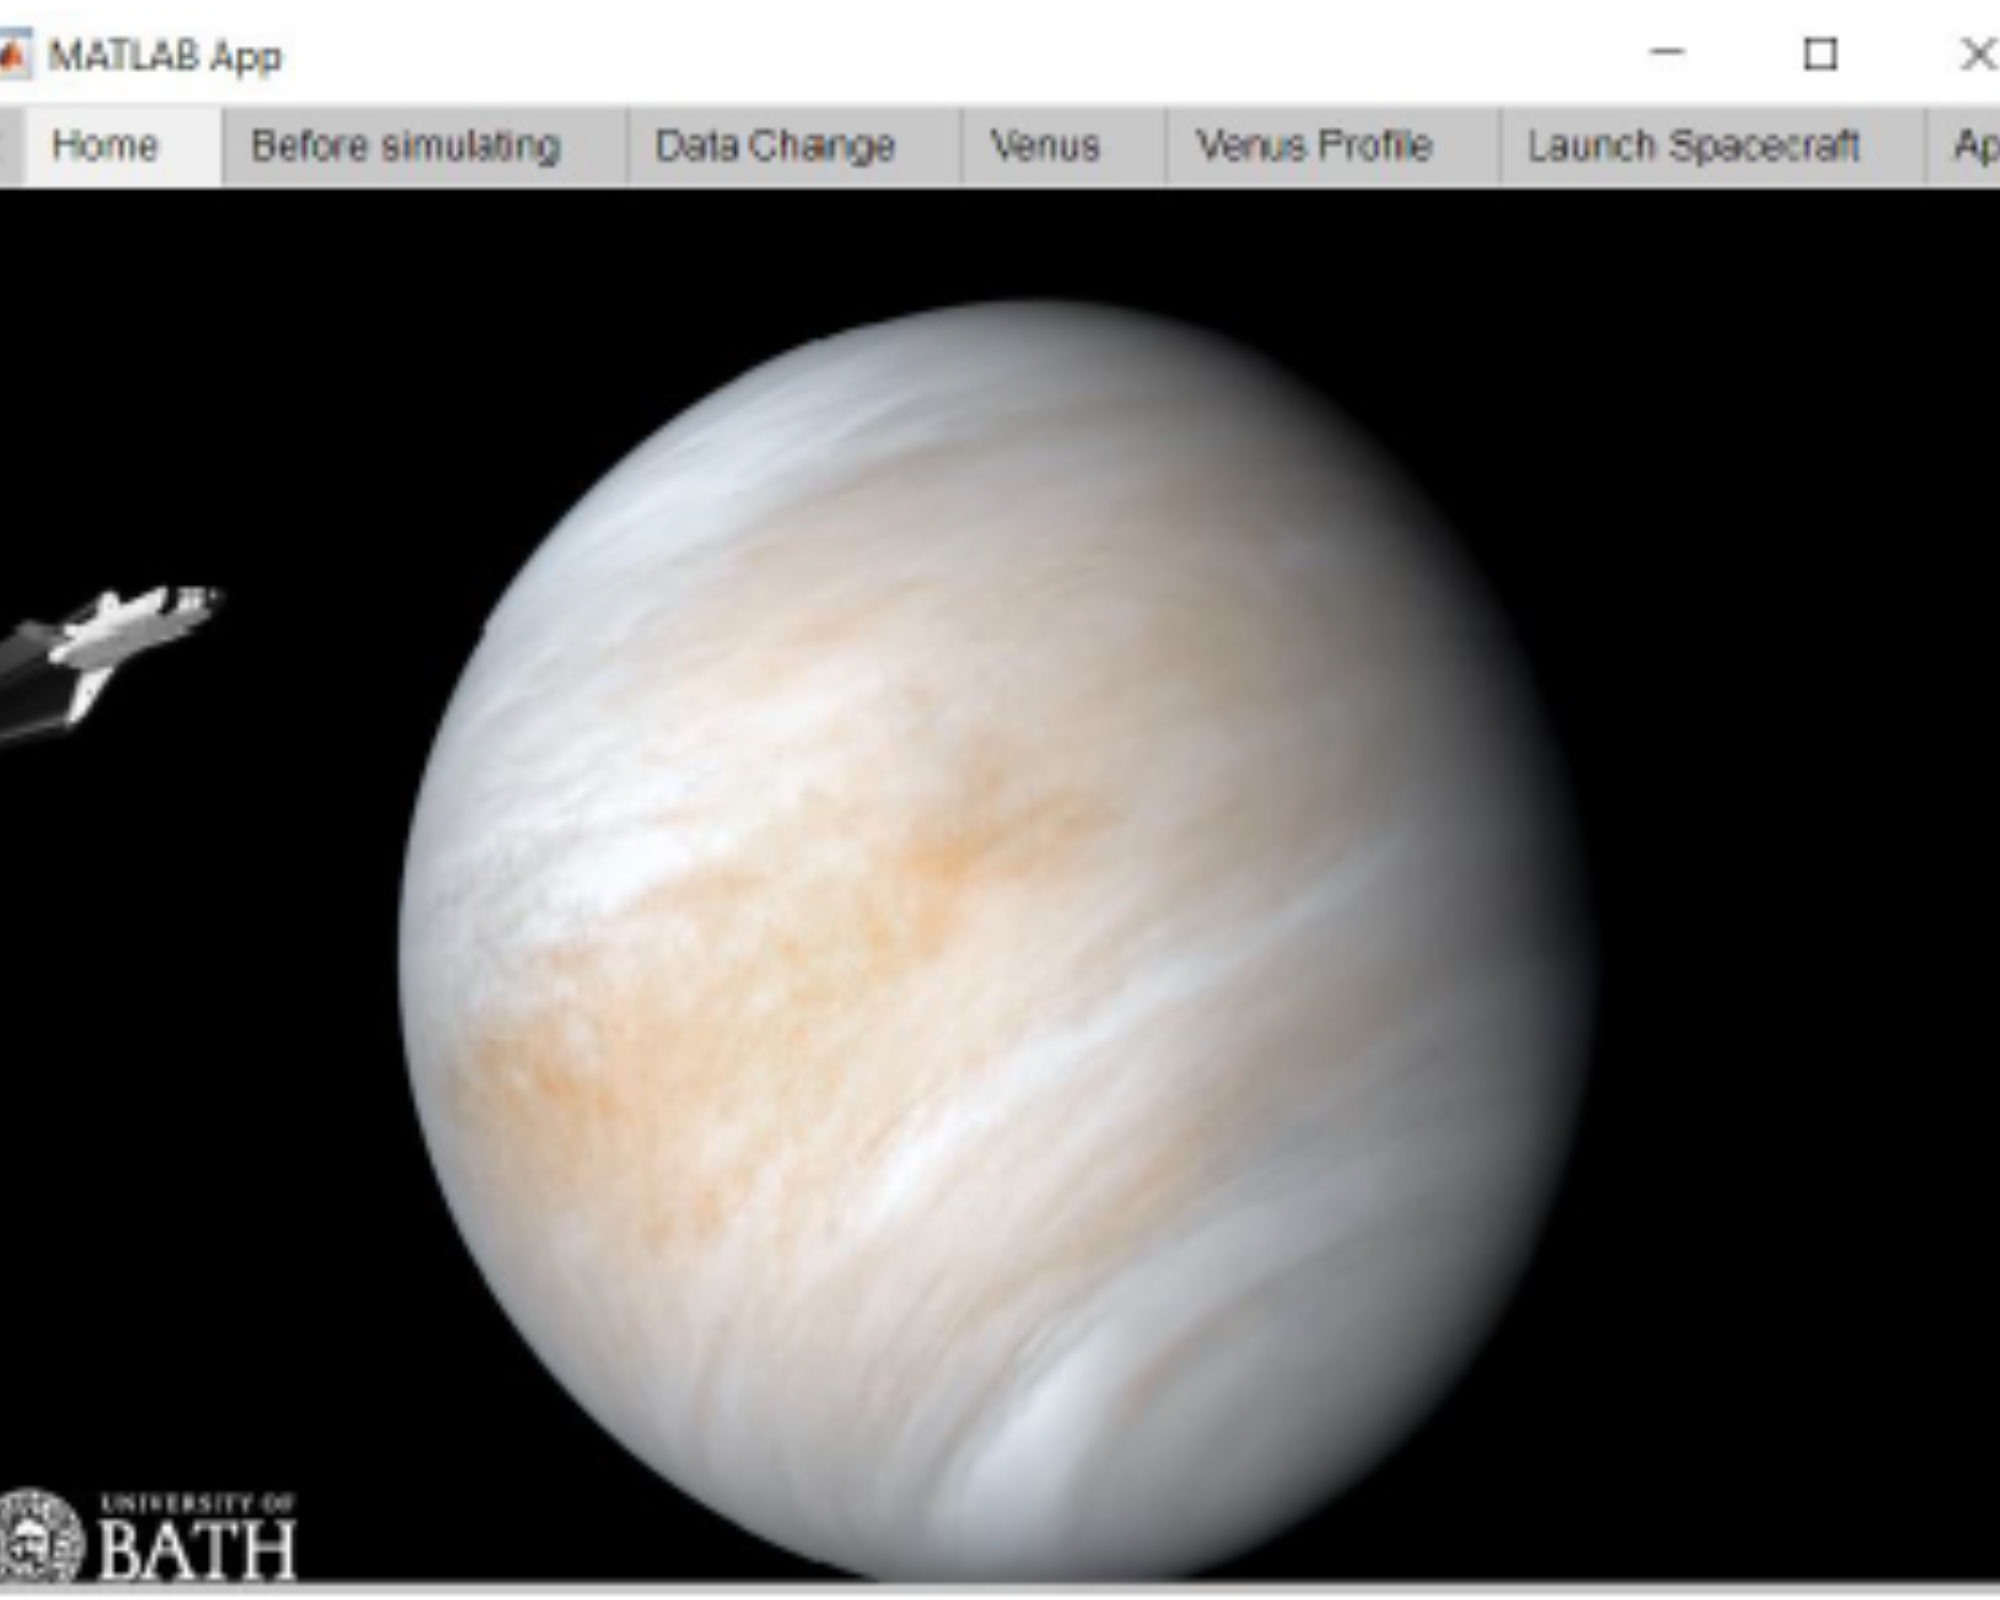 MATLAB App
Home Before simulating Data Change Venus Venus Profile Launch Spacecraft Ap
UNIVERSITY OF
BATH